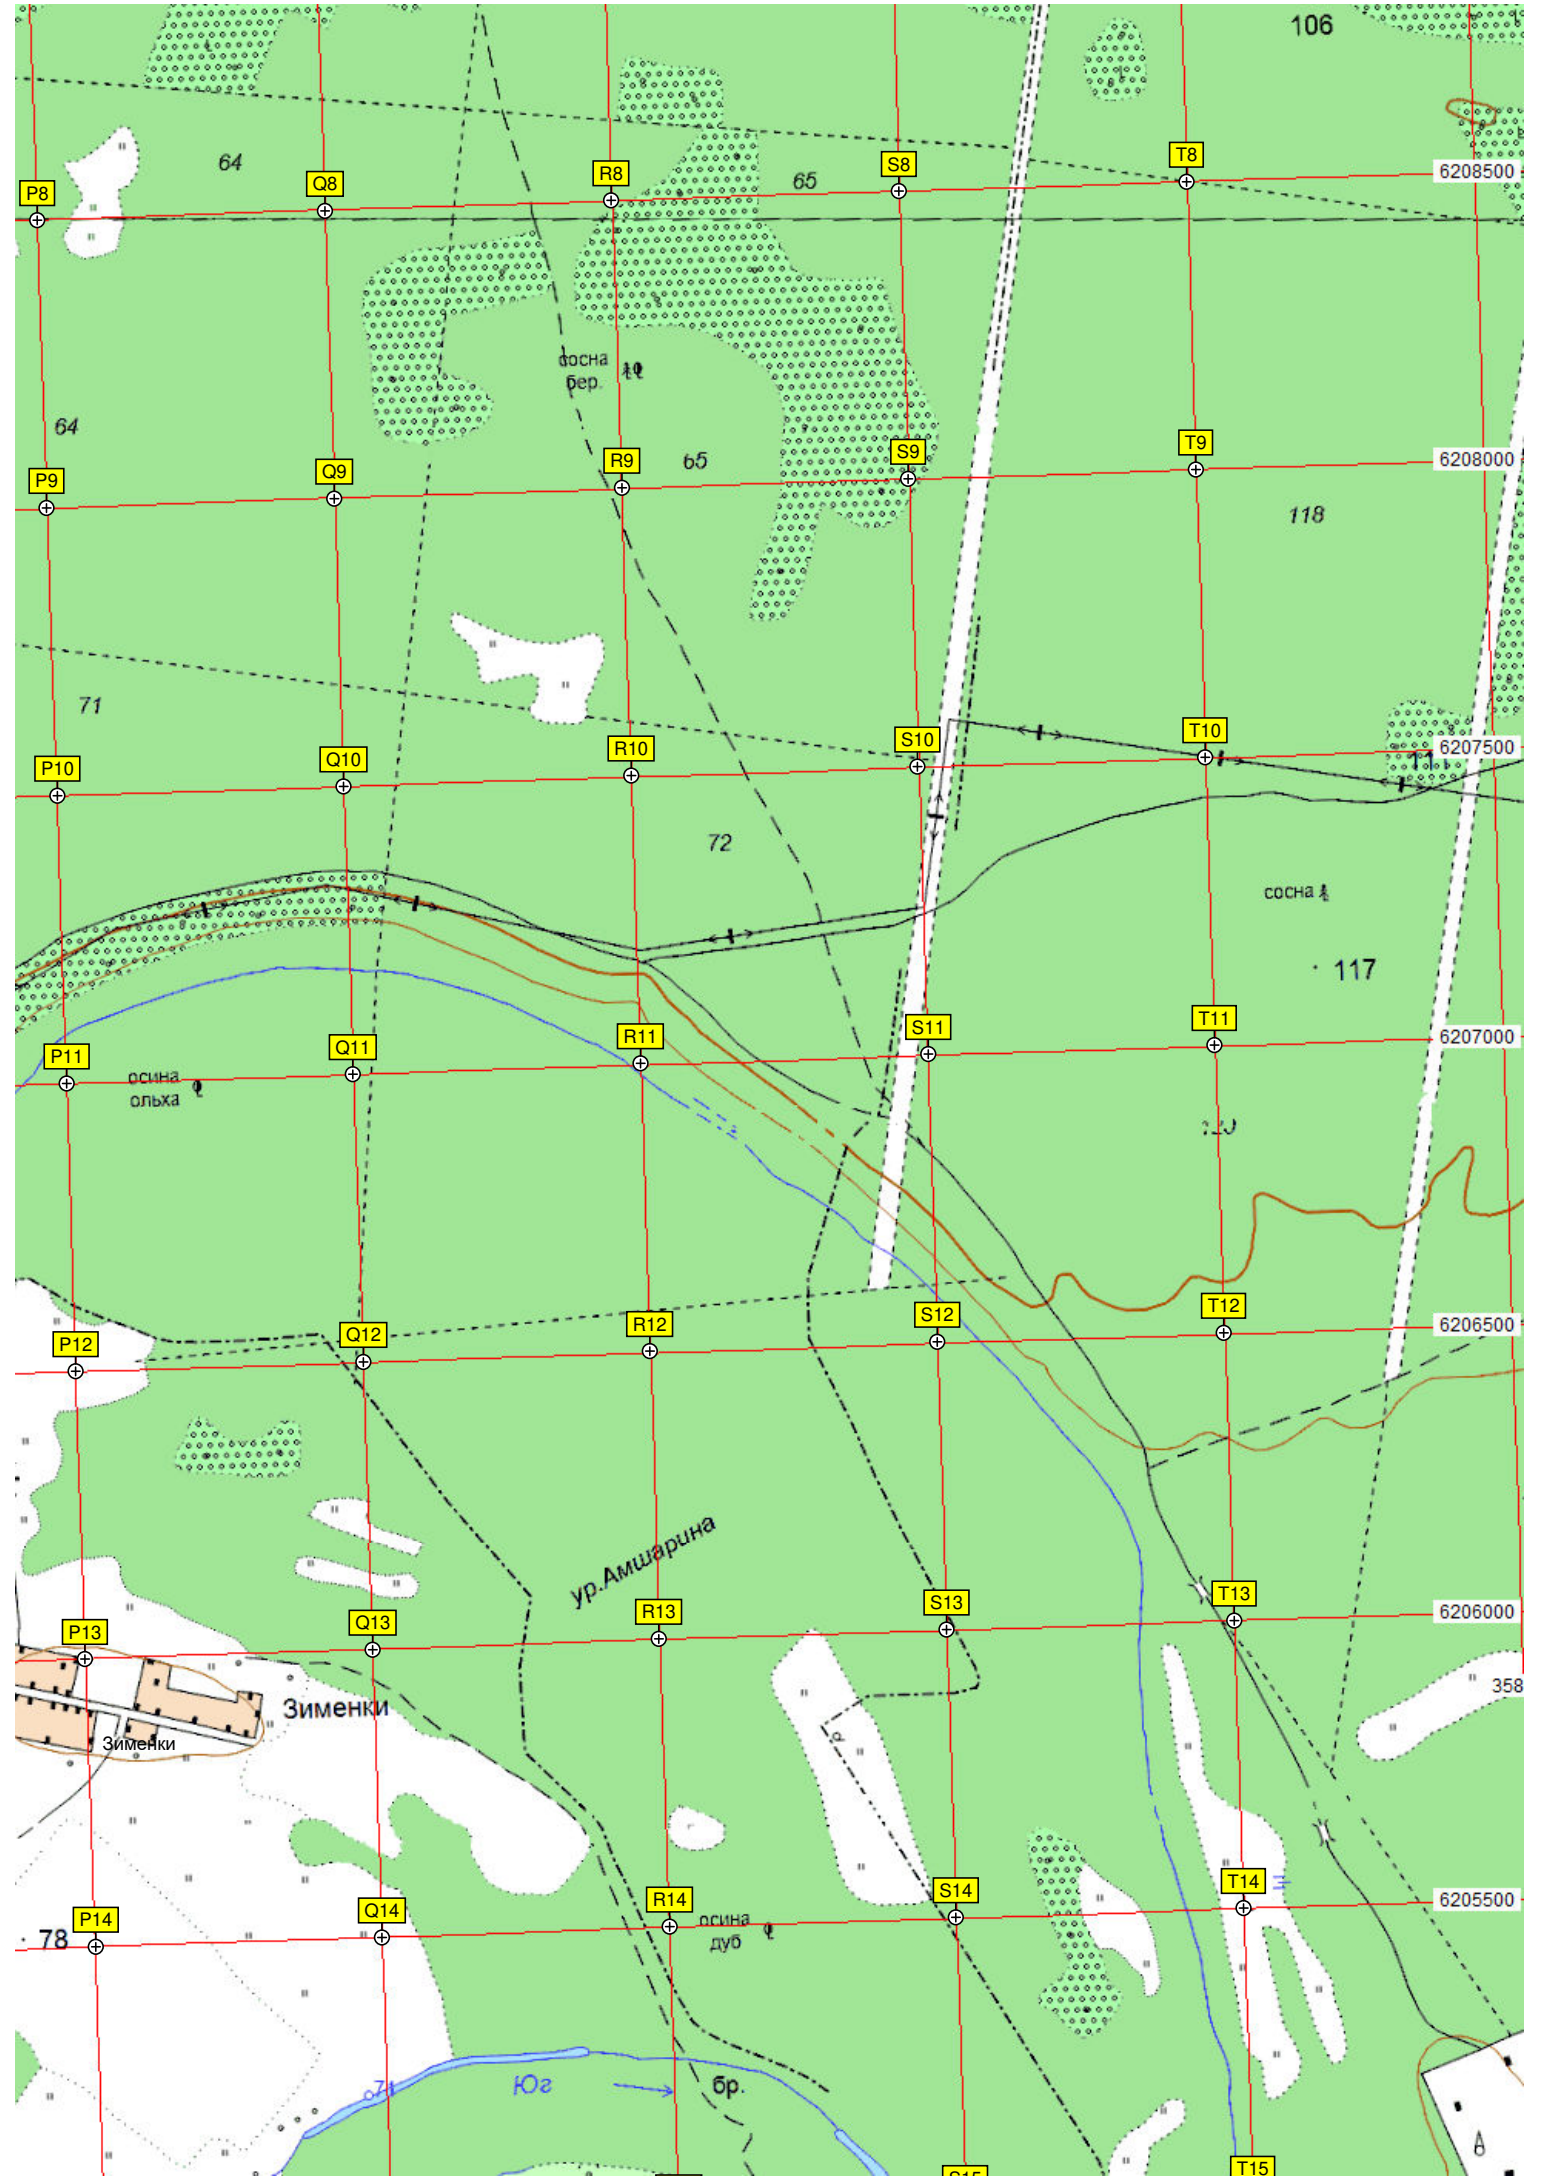 106
64
65
T8
S8
R8
Q8
P8
6208500
сосна
бер.
64
65
T9
S9
R9
Q9
P9
6208000
118
71
T10
S10
R10
Q10
P10
6207500
72
сосна
117
T11
S11
R11
Q11
P11
6207000
осина
ольха
T12
S12
R12
Q12
P12
6206500
ур.Амшарина
T13
S13
R13
Q13
P13
6206000
358
Зименки
Зименки
T14
S14
R14
Q14
P14
6205500
осина
дуб
78
71
Юг
бр.
S15
T15